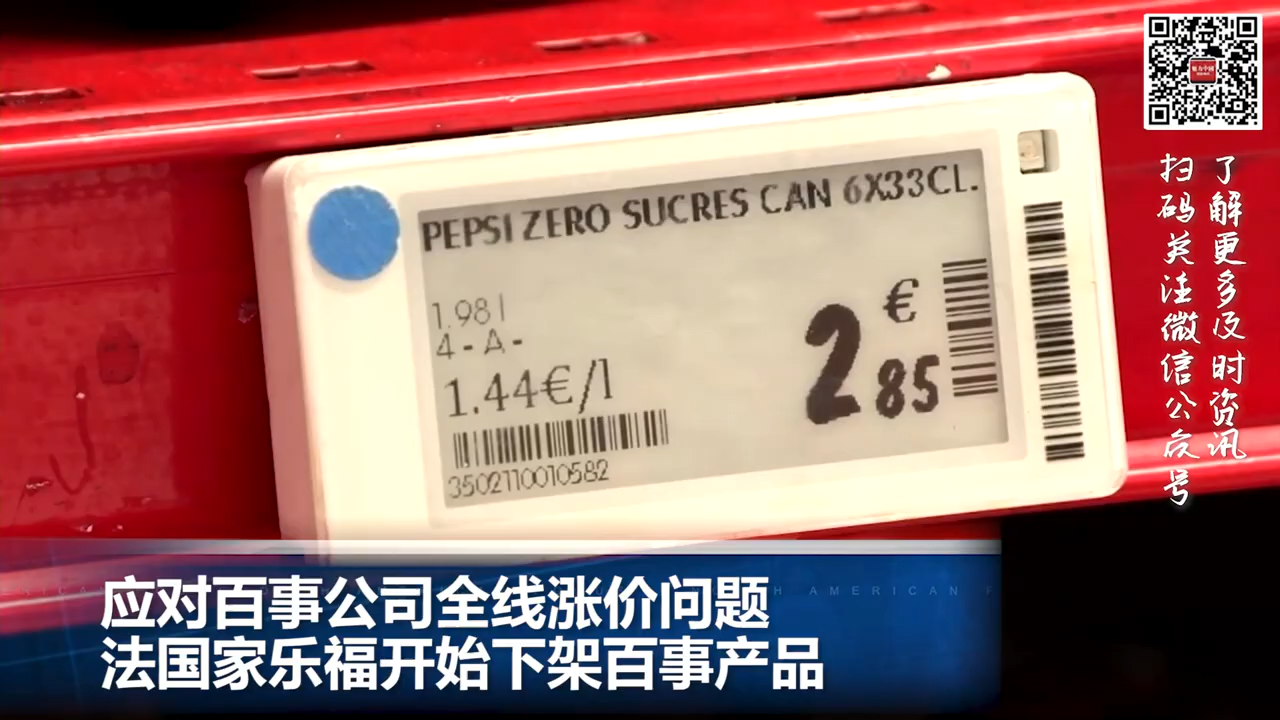 PEPSI ZERO SUCRES CAN 6X33CL.
1.98 l
4 - A -
1.44€/l
2€85
3502110010582
了解更多及时资讯
扫码关注微信公众号
应对百事公司全线涨价问题
法国家乐福开始下架百事产品
AMERICAN